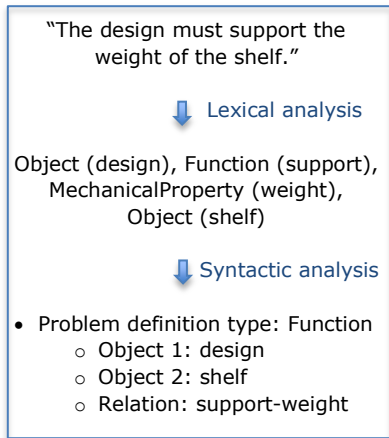 “The design must support the
weight of the shelf.”
Lexical analysis
Object (design), Function (support),
MechanicalProperty (weight),
Object (shelf)
Syntactic analysis
• Problem definition type: Function
o Object 1: design
o Object 2: shelf
o Relation: support-weight